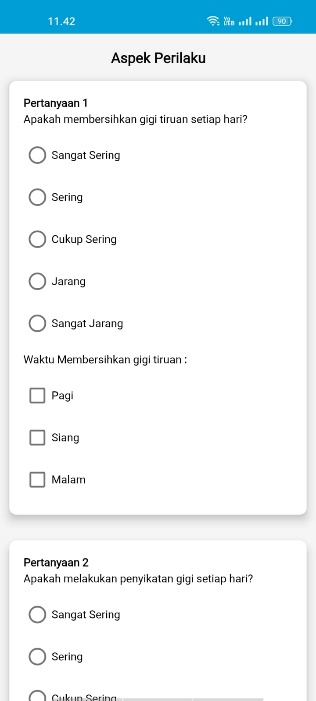 11.42
90
Aspek Perilaku
Pertanyaan 1
Apakah membersihkan gigi tiruan setiap hari?
Sangat Sering
Sering
Cukup Sering
Jarang
Sangat Jarang
Waktu Membersihkan gigi tiruan :
Pagi
Siang
Malam
Pertanyaan 2
Apakah melakukan penyikatan gigi setiap hari?
Sangat Sering
Sering
Cukup Sering